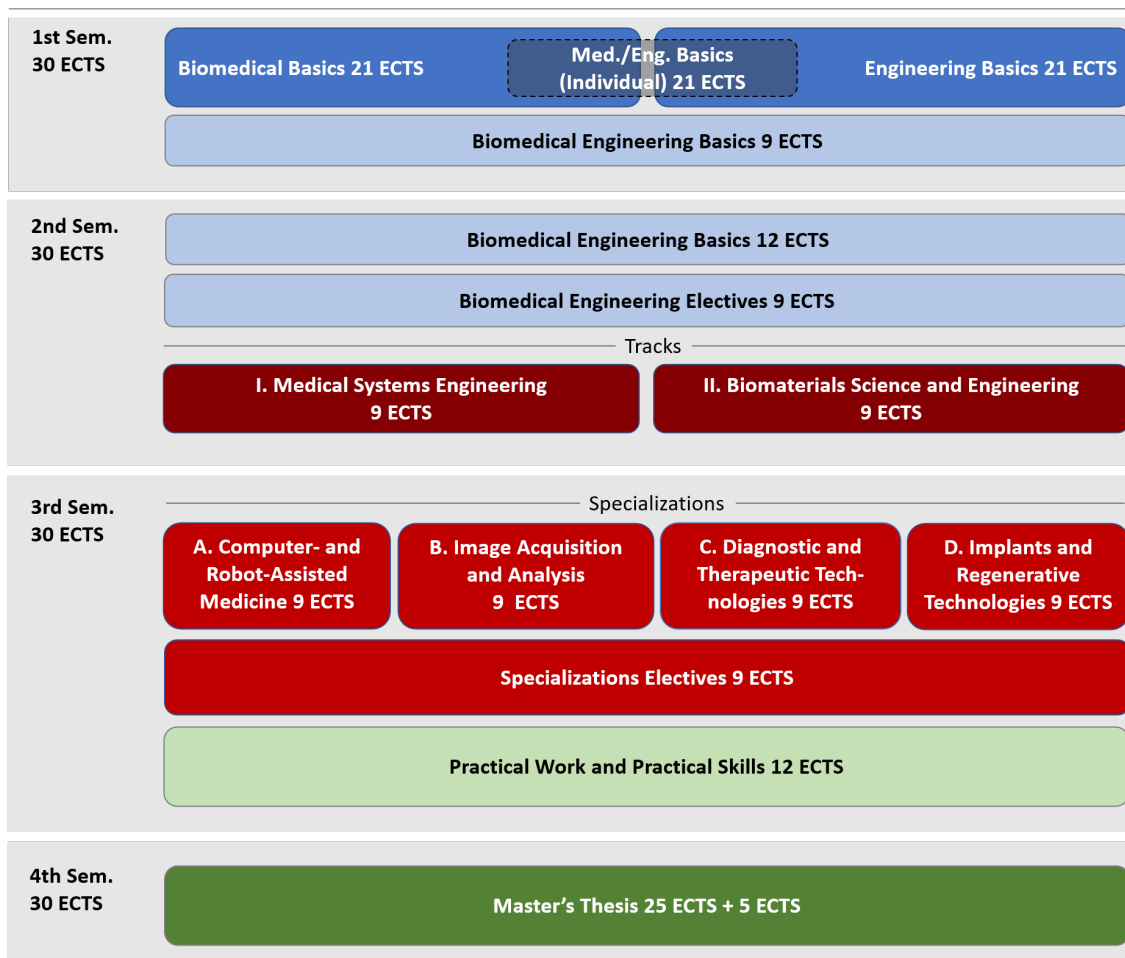 1st Sem.
30 ECTS
Biomedical Basics 21 ECTS
Med./Eng. Basics
(Individual) 21 ECTS
Engineering Basics 21 ECTS
Biomedical Engineering Basics 9 ECTS
2nd Sem.
30 ECTS
Biomedical Engineering Basics 12 ECTS
Biomedical Engineering Electives 9 ECTS
Tracks
I. Medical Systems Engineering
9 ECTS
II. Biomaterials Science and Engineering
9 ECTS
3rd Sem.
30 ECTS
Specializations
A. Computer- and
Robot-Assisted
Medicine 9 ECTS
B. Image Acquisition
and Analysis
9 ECTS
C. Diagnostic and
Therapeutic Tech-
nologies 9 ECTS
D. Implants and
Regenerative
Technologies 9 ECTS
Specializations Electives 9 ECTS
Practical Work and Practical Skills 12 ECTS
4th Sem.
30 ECTS
Master’s Thesis 25 ECTS + 5 ECTS